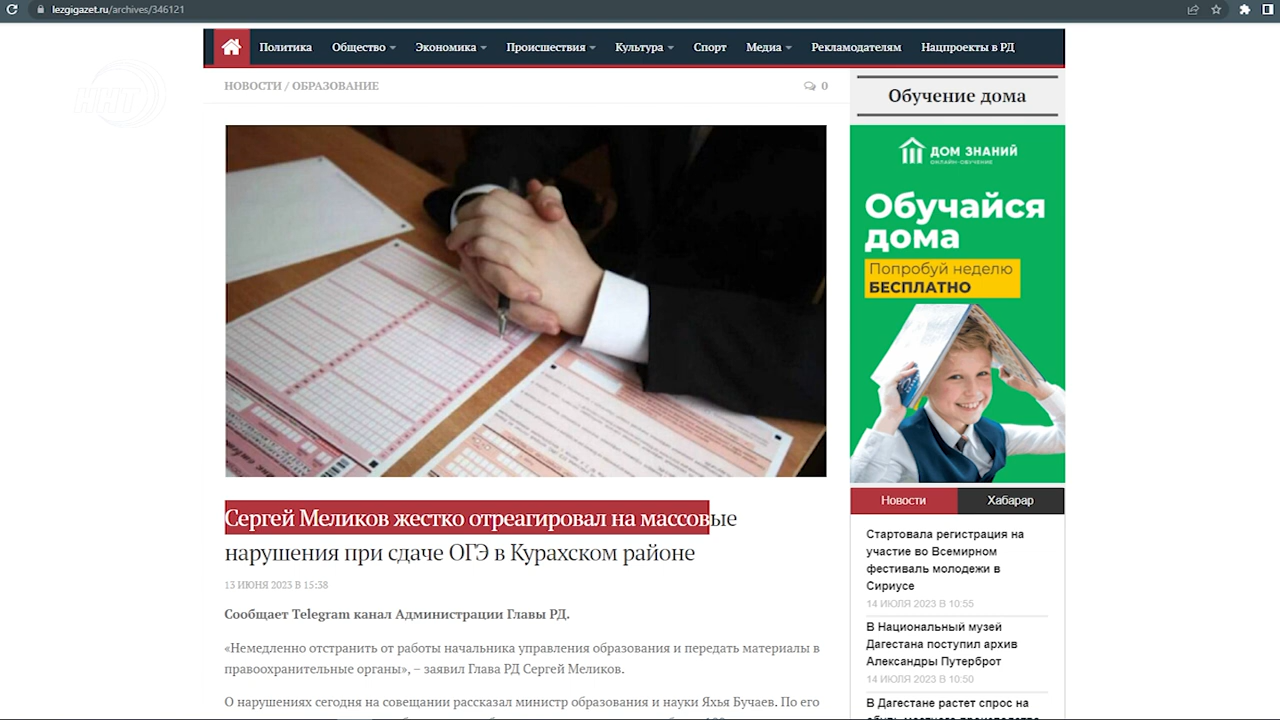 lezgigazet.ru/archives/346121
Политика Общество Экономика Происшествия Культура Спорт Медиа Рекламодателям Нацпроекты в РД
НОВОСТИ / ОБРАЗОВАНИЕ
0
ННТ
Сергей Меликов жестко отреагировал на массовые
нарушения при сдаче ОГЭ в Курахском районе
13 ИЮНЯ 2023 В 15:38
Сообщает Telegram канал Администрации Главы РД.
«Немедленно отстранить от работы начальника управления образования и передать материалы в
правоохранительные органы», – заявил Глава РД Сергей Меликов.
О нарушениях сегодня на совещании рассказал министр образования и науки Яхья Бучаев. По его
Обучение дома
ДОМ ЗНАНИЙ
ОНЛАЙН-ОБУЧЕНИЕ
Обучайся
дома
Попробуй неделю
БЕСПЛАТНО
Новости Хабарар
Стартовала регистрация на
участие во Всемирном
фестиваль молодежи в
Сириусе
14 ИЮЛЯ 2023 В 10:55
В Национальный музей
Дагестана поступил архив
Александры Путерброт
14 ИЮЛЯ 2023 В 10:50
В Дагестане растет спрос на